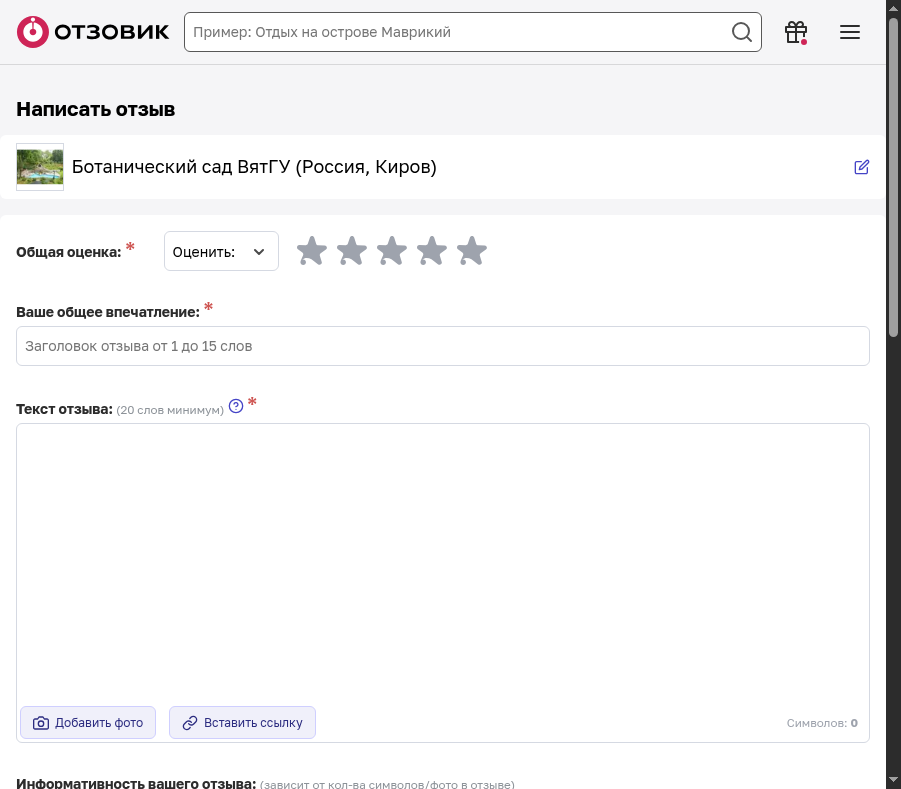 ОТЗОВИК
Пример: Отдых на острове Маврикий
Написать отзыв
Ботанический сад ВятГУ (Россия, Киров)
Общая оценка: *
Оценить:
Ваше общее впечатление: *
Заголовок отзыва от 1 до 15 слов
Текст отзыва: (20 слов минимум) ? *
Добавить фото
Вставить ссылку
Символов: 0
Информативность вашего отзыва: (зависит от кол-ва символов/фото в отзыве)